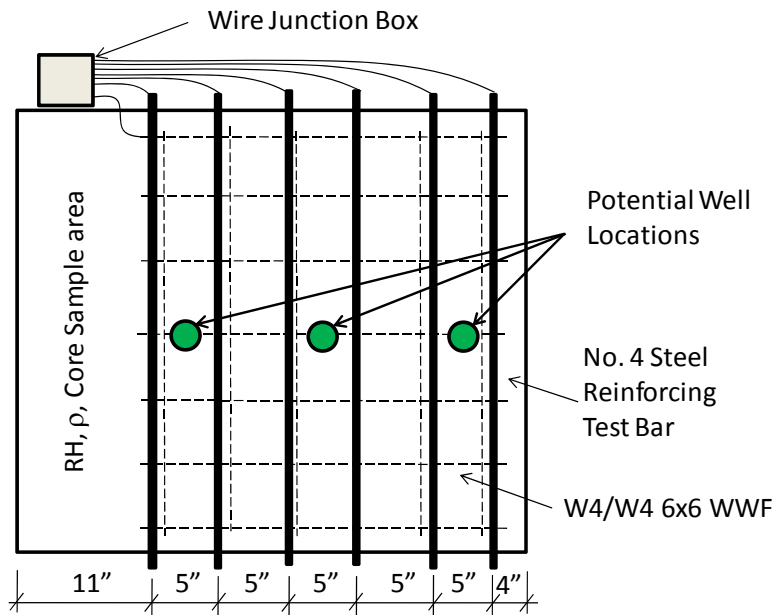 Wire Junction Box
RH, ρ, Core Sample area
Potential Well
Locations
No. 4 Steel
Reinforcing
Test Bar
W4/W4 6x6 WWF
11” 5” 5” 5” 5” 5” 4”